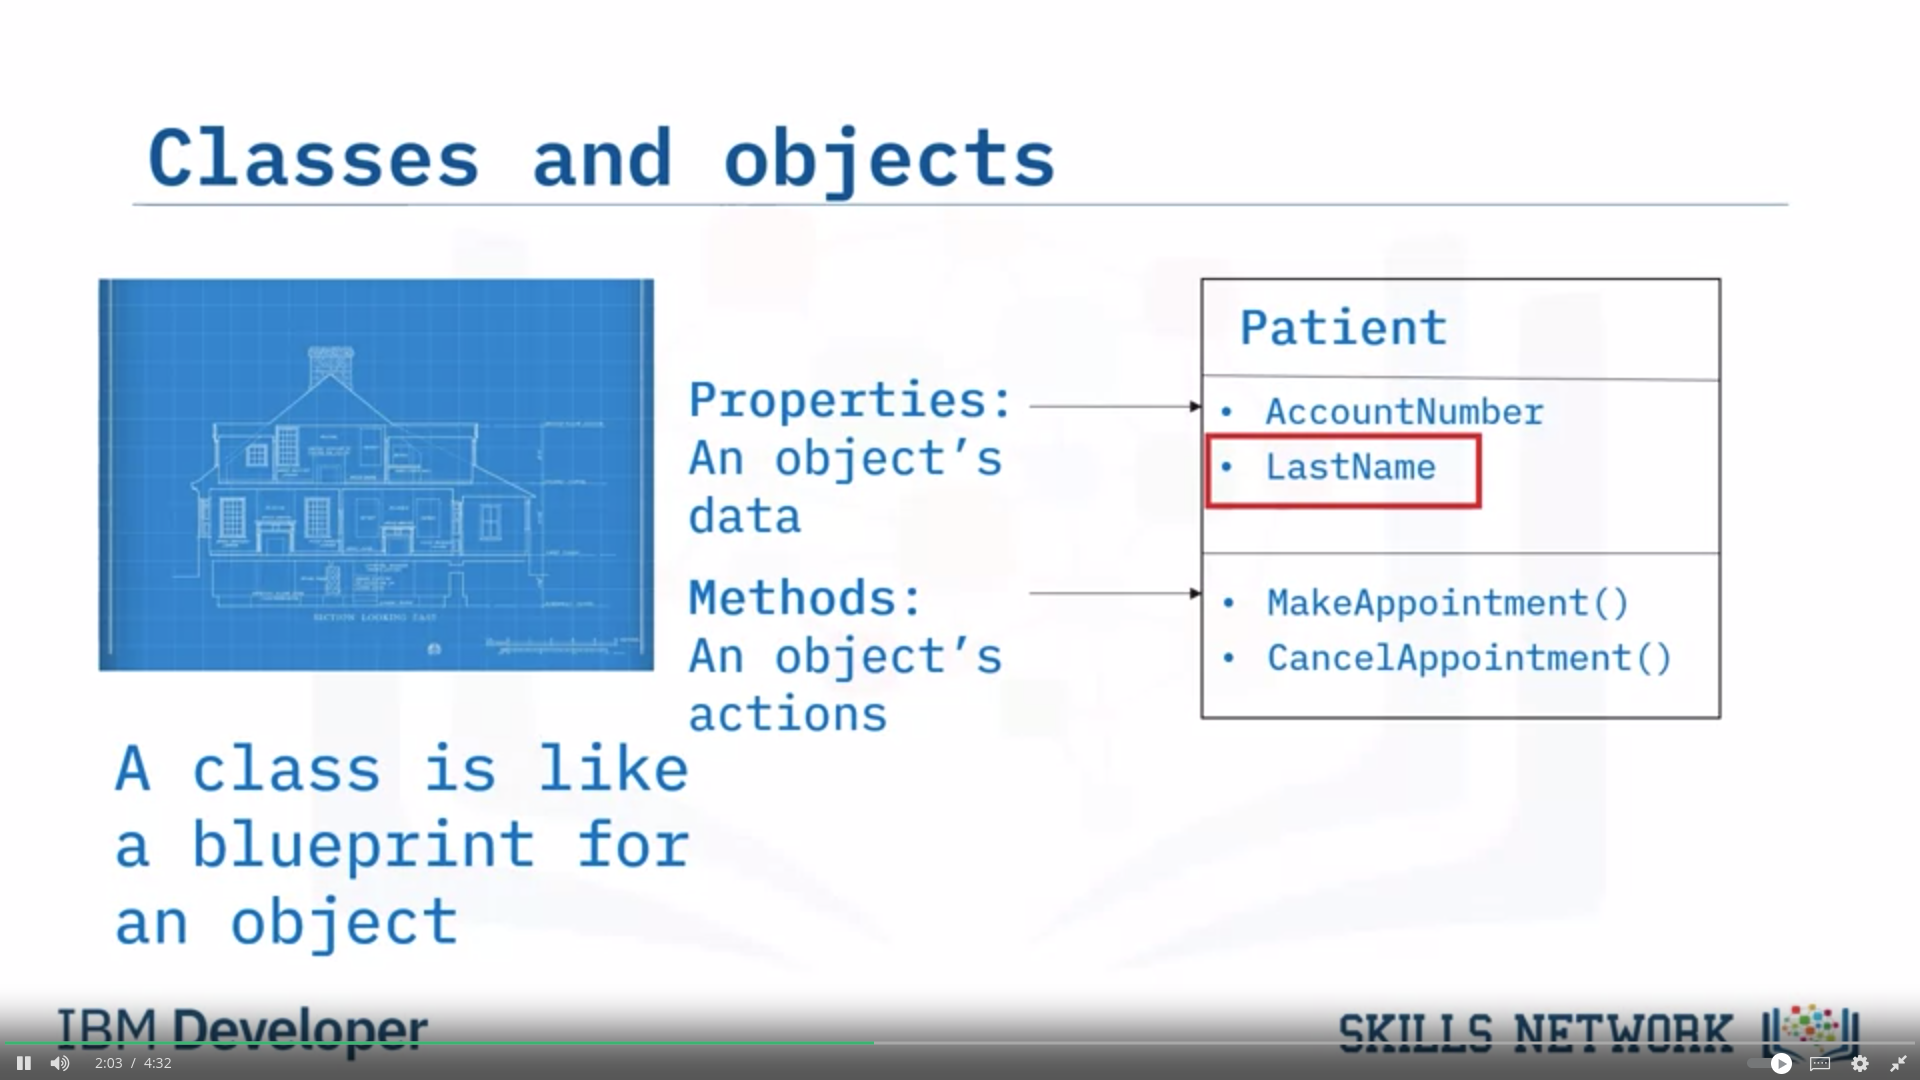 Classes and objects
SECTION LOOKING EAST
A class is like
a blueprint for
an object
Properties:
An object’s
data
Methods:
An object’s
actions
Patient
• AccountNumber
• LastName
• MakeAppointment()
• CancelAppointment()
IBM Developer
SKILLS NETWORK
2:03 / 4:32